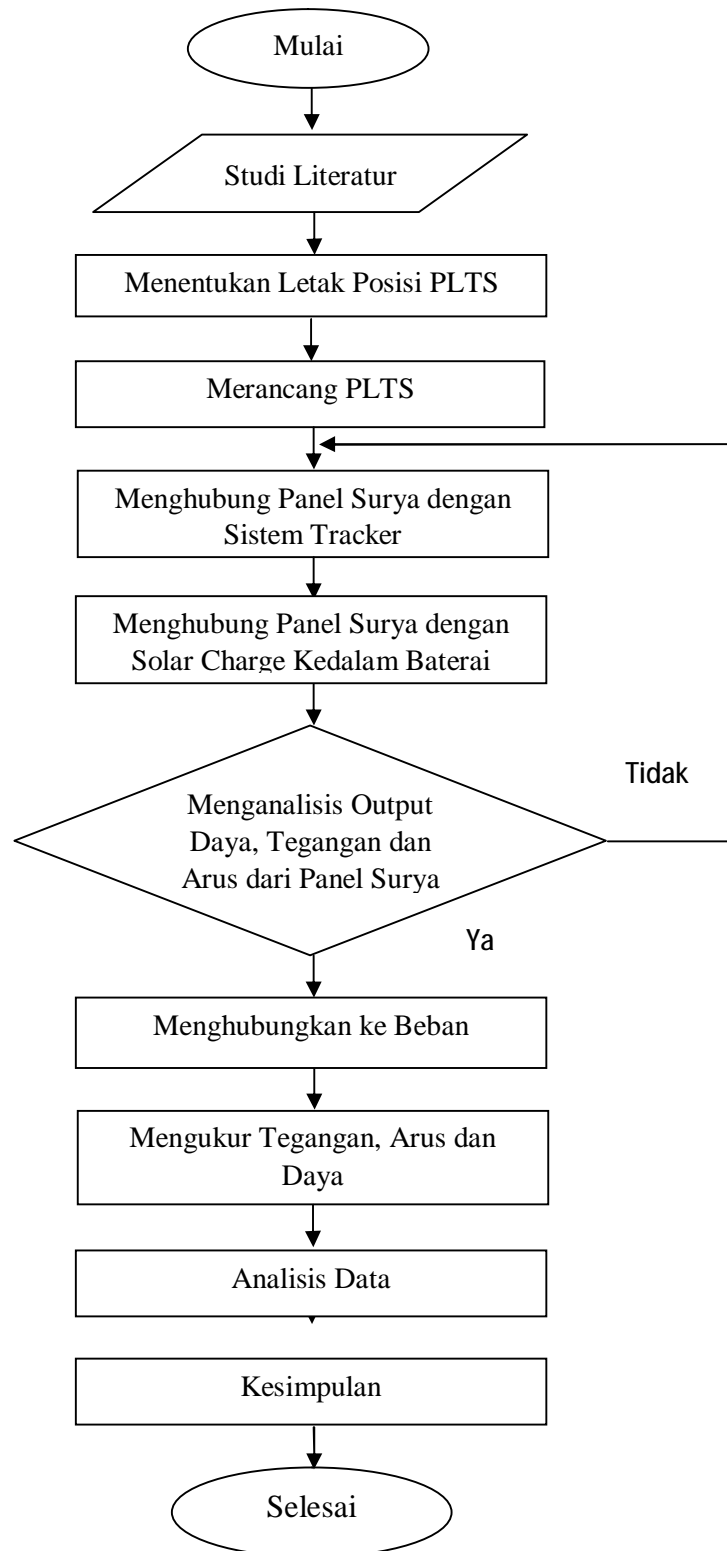 Mulai
Studi Literatur
Menentukan Letak Posisi PLTS
Merancang PLTS
Menghubung Panel Surya dengan
Sistem Tracker
Menghubung Panel Surya dengan
Solar Charge Kedalam Baterai
Tidak
Menganalisis Output
Daya, Tegangan dan
Arus dari Panel Surya
Ya
Menghubungkan ke Beban
Mengukur Tegangan, Arus dan
Daya
Analisis Data
Kesimpulan
Selesai